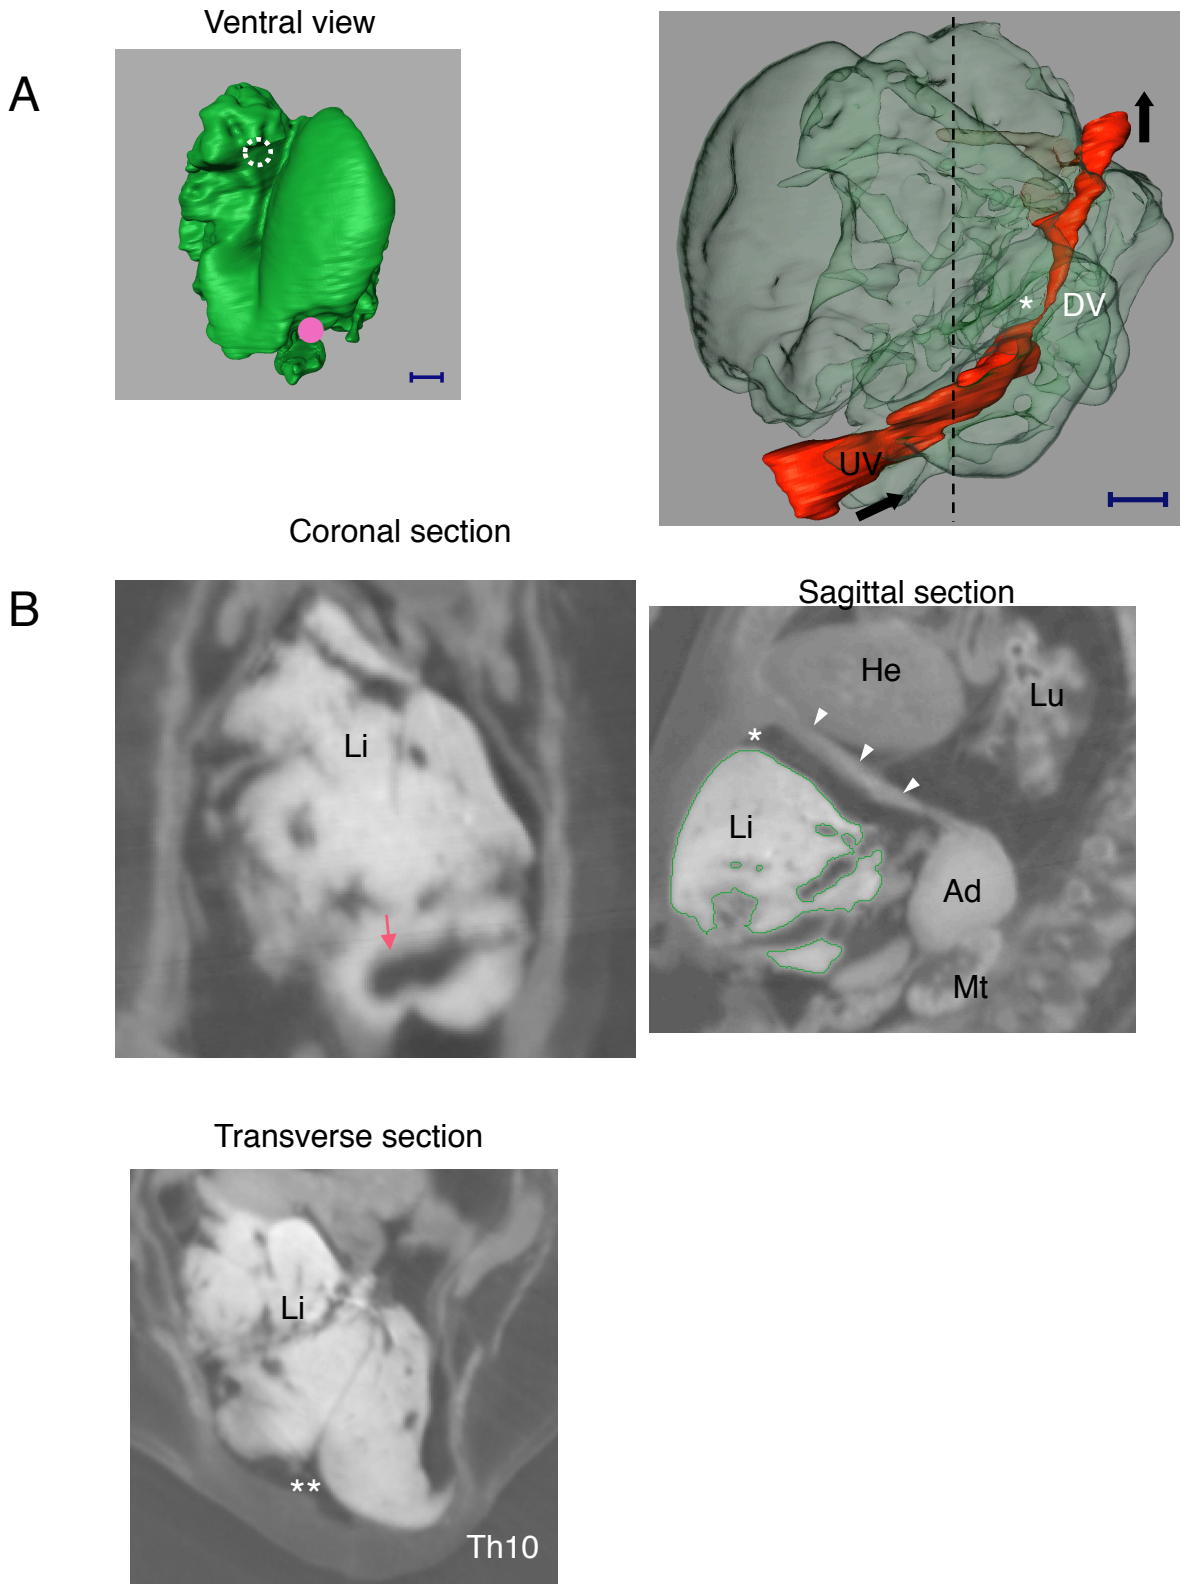 Ventral view
A
*
DV
UV
Coronal section
B
Sagittal section
Li
He
Lu
*
Li
Ad
Mt
Transverse section
Li
**
Th10